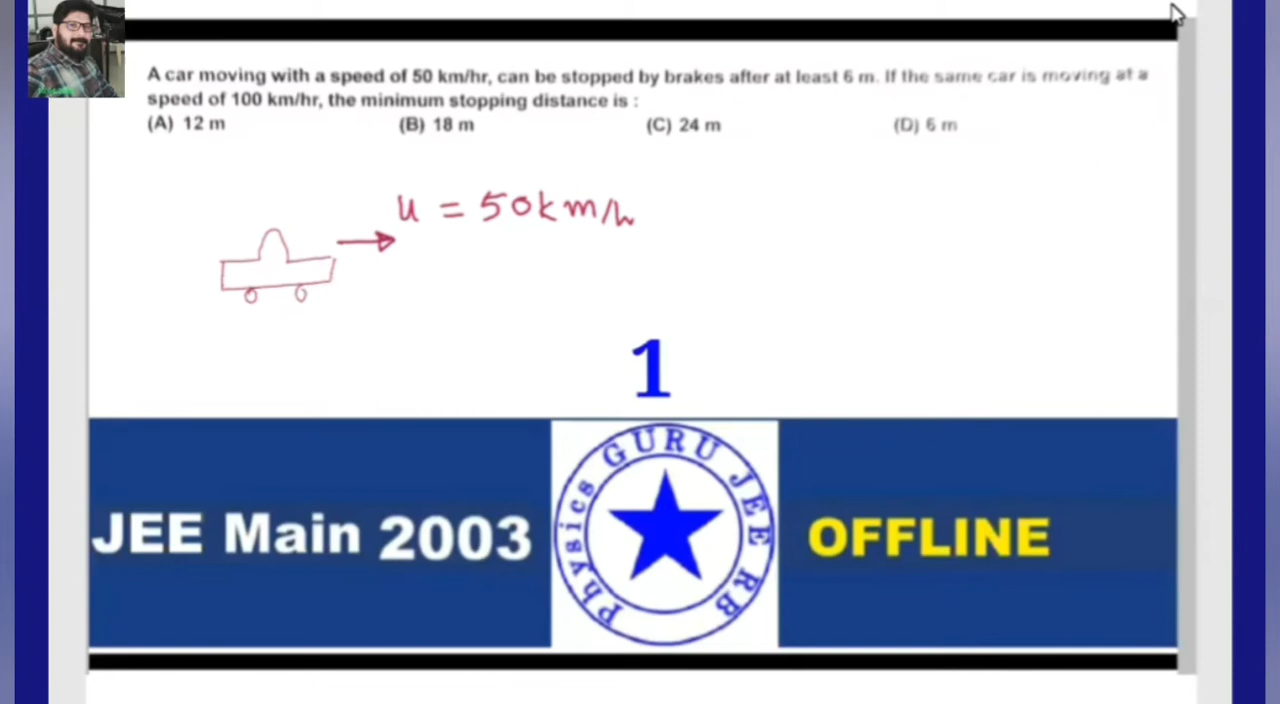 A car moving with a speed of 50 km/hr, can be stopped by brakes after at least 6 m. If the same car is moving at a
speed of 100 km/hr, the minimum stopping distance is :
(A) 12 m (B) 18 m (C) 24 m (D) 6 m
u = 50km/h
1
JEE Main 2003
Physics GURU JEE RB
OFFLINE